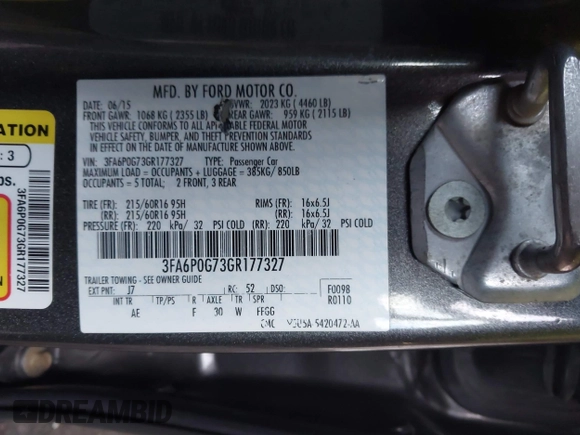 MFD. BY FORD MOTOR CO.
DATE: 06/15 GVWR: 2023 KG ( 4460 LB)
FRONT GAWR: 1068 KG ( 2355 LB) REAR GAWR: 959 KG ( 2115 LB)
THIS VEHICLE CONFORMS TO ALL APPLICABLE FEDERAL MOTOR
VEHICLE SAFETY, BUMPER, AND THEFT PREVENTION STANDARDS
IN EFFECT ON THE DATE OF MANUFACTURE SHOWN ABOVE.
VIN: 3FA6P0G73GR177327 TYPE: Passenger Car
MAXIMUM LOAD = OCCUPANTS + LUGGAGE = 385KG/ 850LB
OCCUPANTS = 5 TOTAL; 2 FRONT, 3 REAR
TIRE (FR): 215/60R16 95H RIMS (FR): 16x6.5J
(RR): 215/60R16 95H (RR): 16x6.5J
PRESSURE (FR): 220 kPa/ 32 PSI COLD (RR): 220 kPa/ 32 PSI COLD
3FA6P0G73GR177327
TRAILER TOWING - SEE OWNER GUIDE
EXT PNT: J7 RC: 52 DSO: F0098
INT TR TP/PS R AXLE TR SPR R0110
AE F 30 W FFGG
ATION
: 3
bs.
3FA6P0G73GR177327
DREAMBID